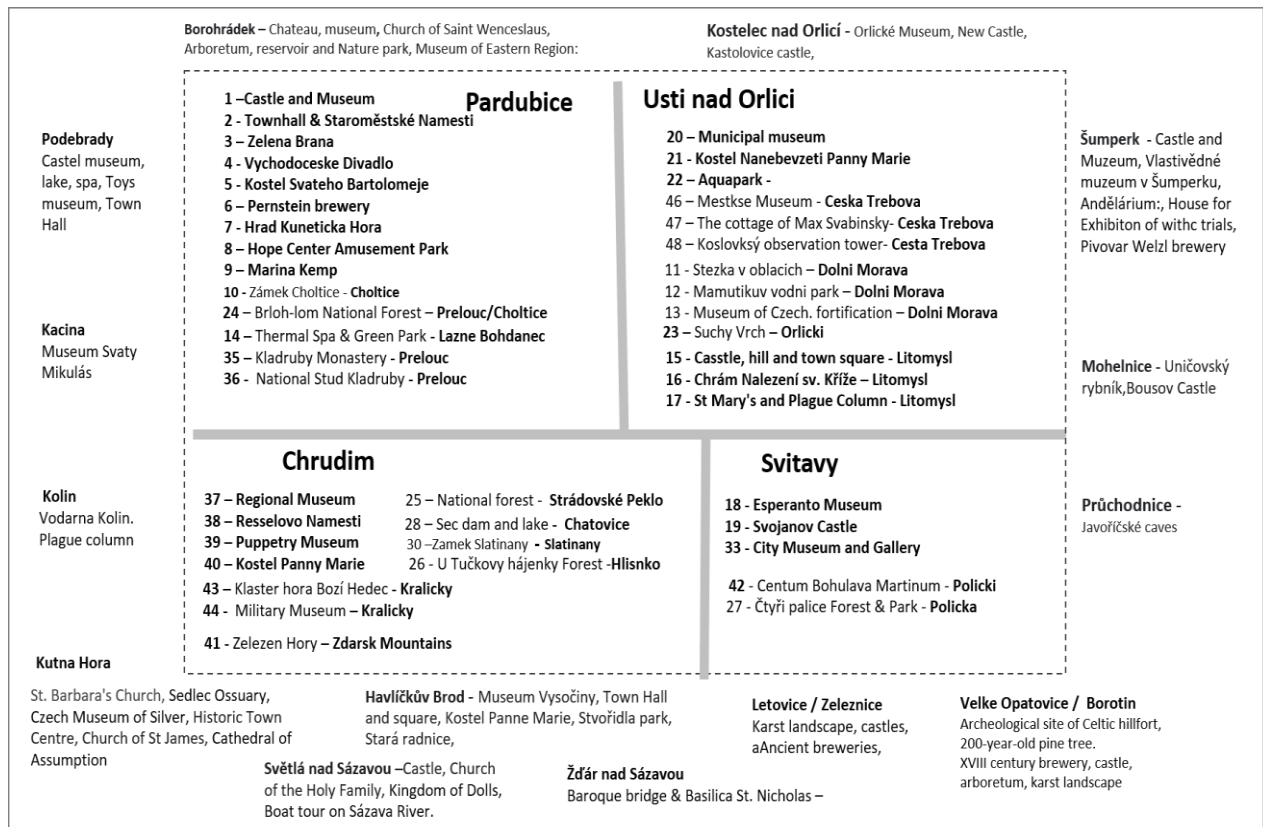 Borohrádek – Chateau, museum, Church of Saint Wenceslaus,
Arboretum, reservoir and Nature park, Museum of Eastern Region:
Kostelec nad Orlicí - Orlické Museum, New Castle,
Kastolovice castle,
Podebrady
Castel museum,
lake, spa, Toys
museum, Town
Hall
Kacina
Museum Svaty
Mikulás
Kolin
Vodarna Kolin.
Plague column
Pardubice
1 –Castle and Museum
2 - Townhall & Staroměstské Namesti
3 – Zelena Brana
4 – Vychodoceske Divadlo
5 - Kostel Svateho Bartolomeje
6 – Pernstein brewery
7 - Hrad Kuneticka Hora
8 – Hope Center Amusement Park
9 – Marina Kemp
10 - Zámek Choltice - Choltice
24 – Brloh-lom National Forest – Prelouc/Choltice
14 – Thermal Spa & Green Park - Lazne Bohdanec
35 – Kladruby Monastery - Prelouc
36 - National Stud Kladruby - Prelouc
Usti nad Orlici
20 – Municipal museum
21 - Kostel Nanebevzeti Panny Marie
22 – Aquapark -
46 – Mestkse Museum - Ceska Trebova
47 – The cottage of Max Svabinsky- Ceska Trebova
48 – Koslovksý observation tower- Cesta Trebova
11 - Stezka v oblacich – Dolni Morava
12 - Mamutikuv vodni park – Dolni Morava
13 - Museum of Czech. fortification – Dolni Morava
23 – Suchy Vrch – Orlicki
15 - Casstle, hill and town square - Litomysl
16 - Chrám Nalezení sv. Kříže – Litomysl
17 - St Mary's and Plague Column - Litomysl
Šumperk - Castle and
Muzeum, Vlastivědné
muzeum v Šumperku,
Andělárium:, House for
Exhibiton of withc trials,
Pivovar Welzl brewery
Mohelnice - Uničovský
rybník,Bousov Castle
Průchodnice -
Javoříčské caves
Chrudim
37 – Regional Museum
38 – Resselovo Namesti
39 – Puppetry Museum
40 – Kostel Panny Marie
25 – National forest - Strádovské Peklo
28 – Sec dam and lake - Chatovice
30 –Zamek Slatinany - Slatinany
26 - U Tučkovy hájenky Forest -Hlisnko
43 – Klaster hora Bozí Hedec - Kralicky
44 - Military Museum – Kralicky
41 - Zelezen Hory – Zdarsk Mountains
Svitavy
18 - Esperanto Museum
19 - Svojanov Castle
33 - City Museum and Gallery
42 - Centum Bohulava Martinum - Policki
27 - Čtyři palice Forest & Park - Policka
Kutna Hora
St. Barbara's Church, Sedlec Ossuary,
Czech Museum of Silver, Historic Town
Centre, Church of St James, Cathedral of
Assumption
Havlíčkův Brod - Museum Vysočiny, Town Hall
and square, Kostel Panne Marie, Stvořidla park,
Stará radnice,
Světlá nad Sázavou –Castle, Church
of the Holy Family, Kingdom of Dolls,
Boat tour on Sázava River.
Žďár nad Sázavou
Baroque bridge & Basilica St. Nicholas –
Letovice / Zeleznice
Karst landscape, castles,
aAncient breweries,
Velke Opatovice / Borotin
Archeological site of Celtic hillfort,
200-year-old pine tree.
XVIII century brewery, castle,
arboretum, karst landscape